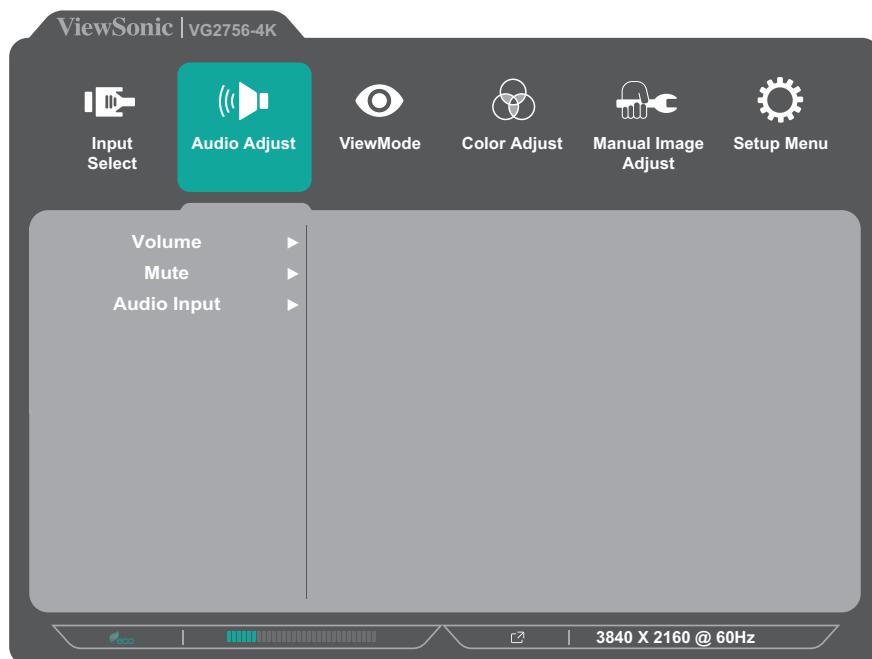 ViewSonic | VG2756-4K
Input
Select
Audio Adjust
ViewMode
Color Adjust
Manual Image
Adjust
Setup Menu
Volume
Mute
Audio Input
eco
3840 X 2160 @ 60Hz